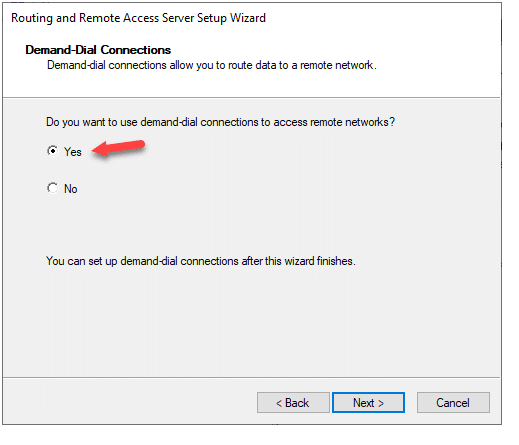 Routing and Remote Access Server Setup Wizard
Demand-Dial Connections
Demand-dial connections allow you to route data to a remote network.
Do you want to use demand-dial connections to access remote networks?
Yes
No
You can set up demand-dial connections after this wizard finishes.
< Back
Next >
Cancel